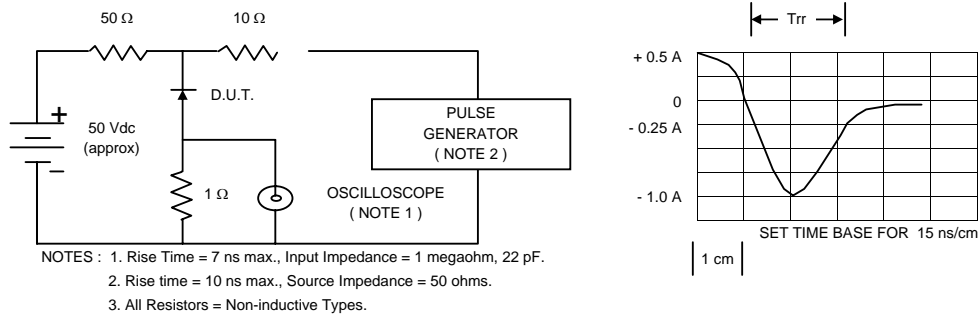 50 Ω
10 Ω
Trr
+ 0.5 A
0
- 0.25 A
- 1.0 A
D.U.T.
+
50 Vdc
(approx)
−
1 Ω
PULSE
GENERATOR
( NOTE 2 )
OSCILLOSCOPE
( NOTE 1 )
SET TIME BASE FOR 15 ns/cm
1 cm
NOTES : 1. Rise Time = 7 ns max., Input Impedance = 1 megaohm, 22 pF.
2. Rise time = 10 ns max., Source Impedance = 50 ohms.
3. All Resistors = Non-inductive Types.